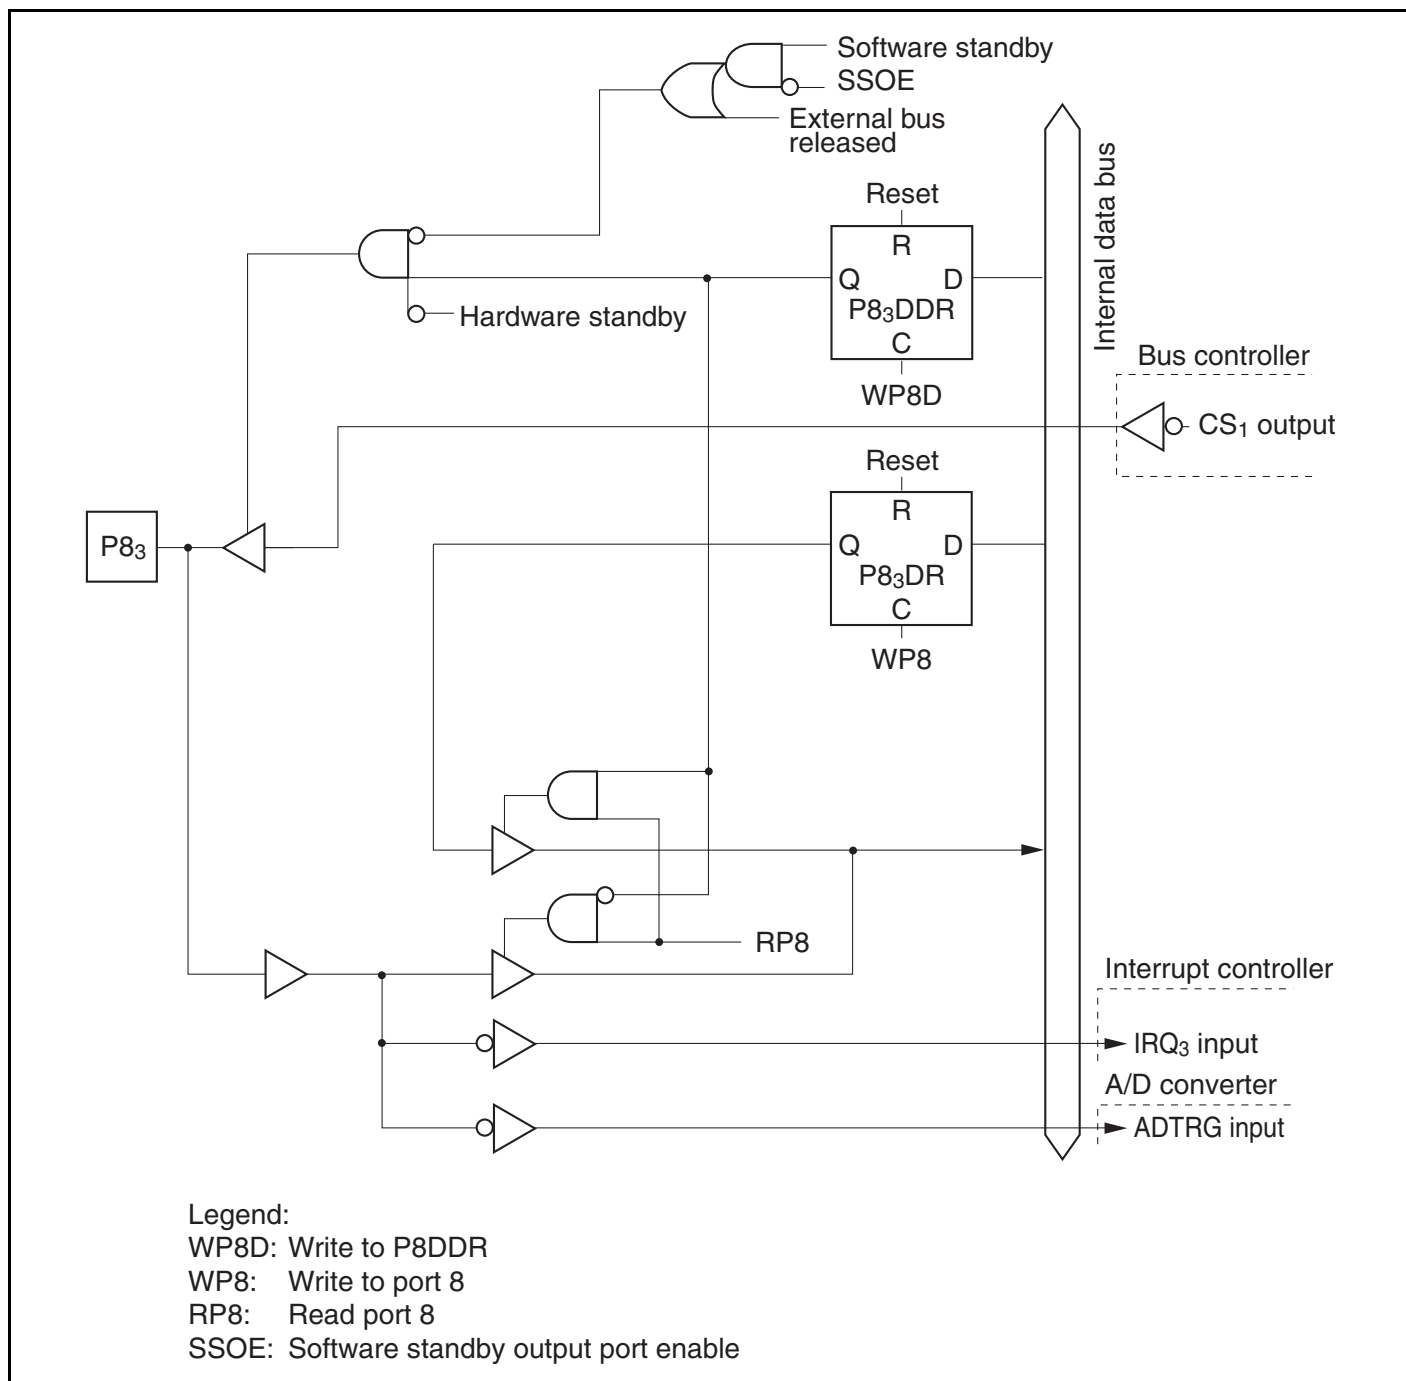 Software standby
SSOE
External bus
released
Reset
R
Q D
P8₃DDR
C
WP8D
Hardware standby
Internal data bus
Bus controller
CS₁ output
Reset
R
Q D
P8₃DR
C
WP8
P8₃
RP8
Interrupt controller
IRQ₃ input
A/D converter
ADTRG input
Legend:
WP8D: Write to P8DDR
WP8: Write to port 8
RP8: Read port 8
SSOE: Software standby output port enable